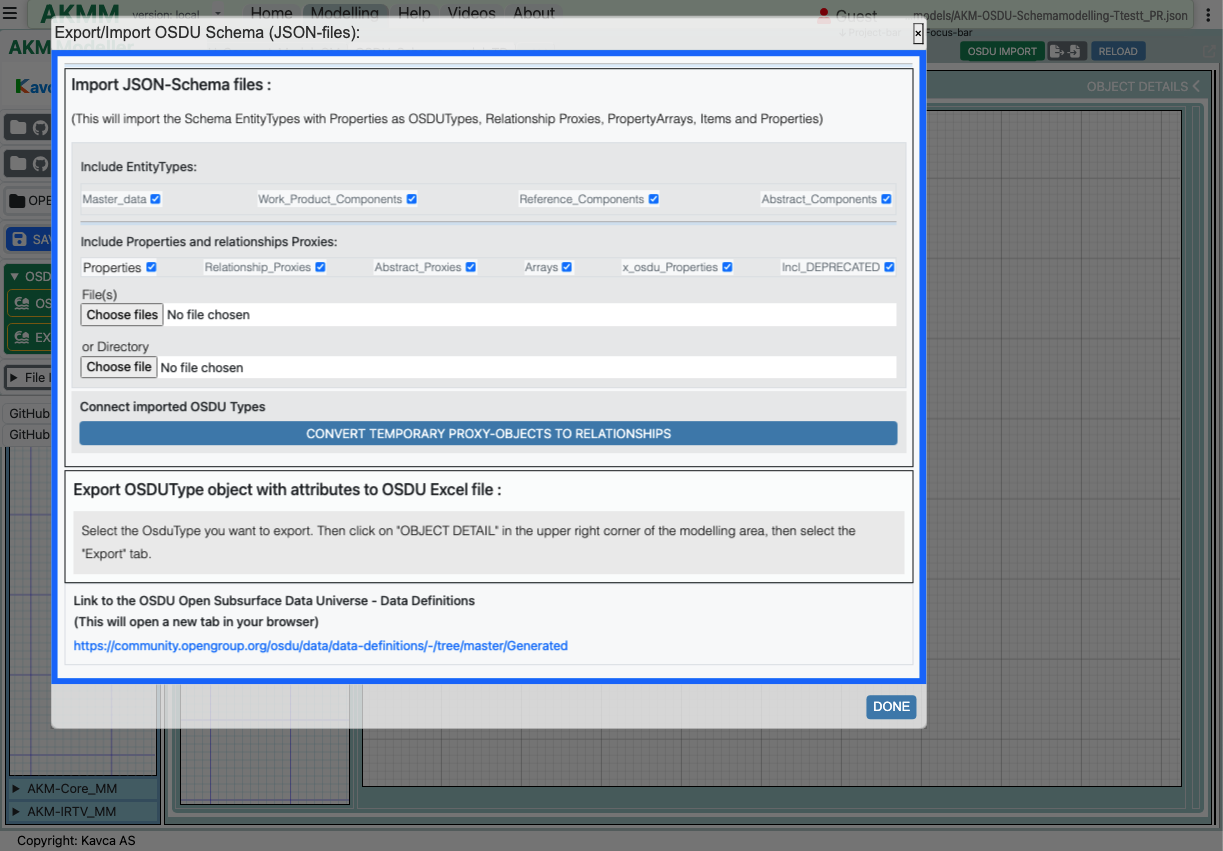 AKMM version: local
Home Modelling Help Videos About
Guest
models/AKM-OSDU-Schemamodelling-Ttestt_PR.json
Export/Import OSDU Schema (JSON-files):
x
Project-bar
Focus-bar
AKM Modeller
OSDU IMPORT
RELOAD
Import JSON-Schema files :
OBJECT DETAILS <
(This will import the Schema EntityTypes with Properties as OSDUTypes, Relationship Proxies, PropertyArrays, Items and Properties)
Include EntityTypes:
Master_data Work_Product_Components Reference_Components Abstract_Components
Include Properties and relationships Proxies:
Properties Relationship_Proxies Abstract_Proxies Arrays x_osdu_Properties Incl_DEPRECATED
File(s)
Choose files No file chosen
or Directory
Choose file No file chosen
Connect imported OSDU Types
CONVERT TEMPORARY PROXY-OBJECTS TO RELATIONSHIPS
Export OSDUType object with attributes to OSDU Excel file :
Select the OsduType you want to export. Then click on "OBJECT DETAIL" in the upper right corner of the modelling area, then select the
"Export" tab.
Link to the OSDU Open Subsurface Data Universe - Data Definitions
(This will open a new tab in your browser)
https://community.opengroup.org/osdu/data/data-definitions/-/tree/master/Generated
DONE
Kavc
OPE
SAV
OSD
OS
EX
File
GitHub
GitHub
AKM-Core_MM
AKM-IRTV_MM
Copyright: Kavca AS